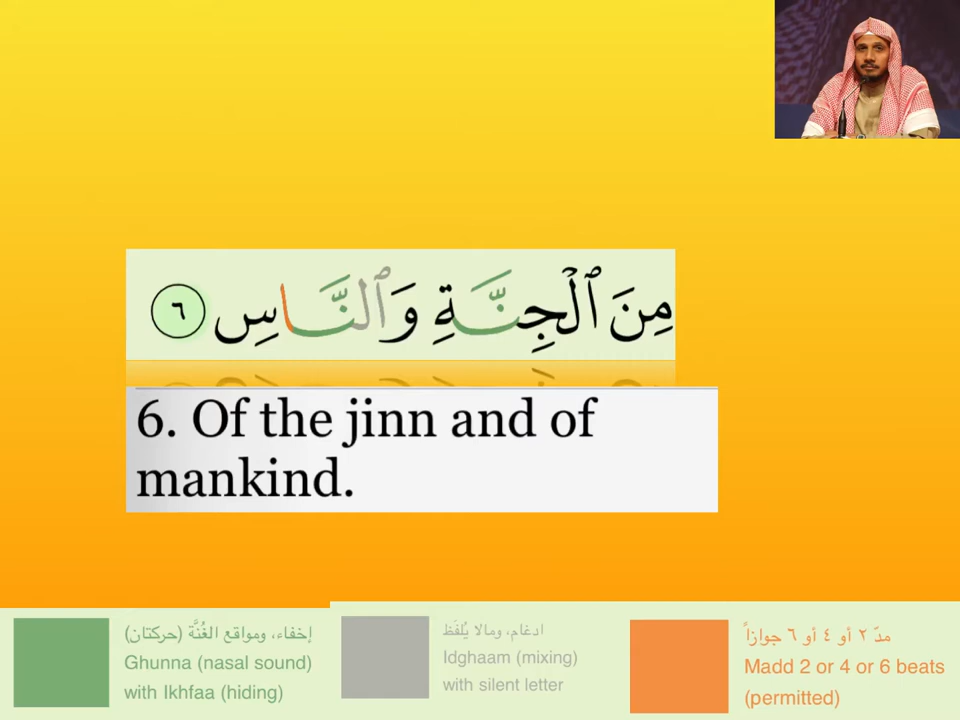 مِنَ ٱلْجِنَّةِ وَٱلنَّاسِ ٦
6. Of the jinn and of
mankind.
إخفاء، ومواقع الغُنَّة (حركتان)
Ghunna (nasal sound)
with Ikhfaa (hiding)
ادغام، ومالا يُلفَظ
Idghaam (mixing)
with silent letter
مدّ ٢ أو ٤ أو ٦ جوازاً
Madd 2 or 4 or 6 beats
(permitted)